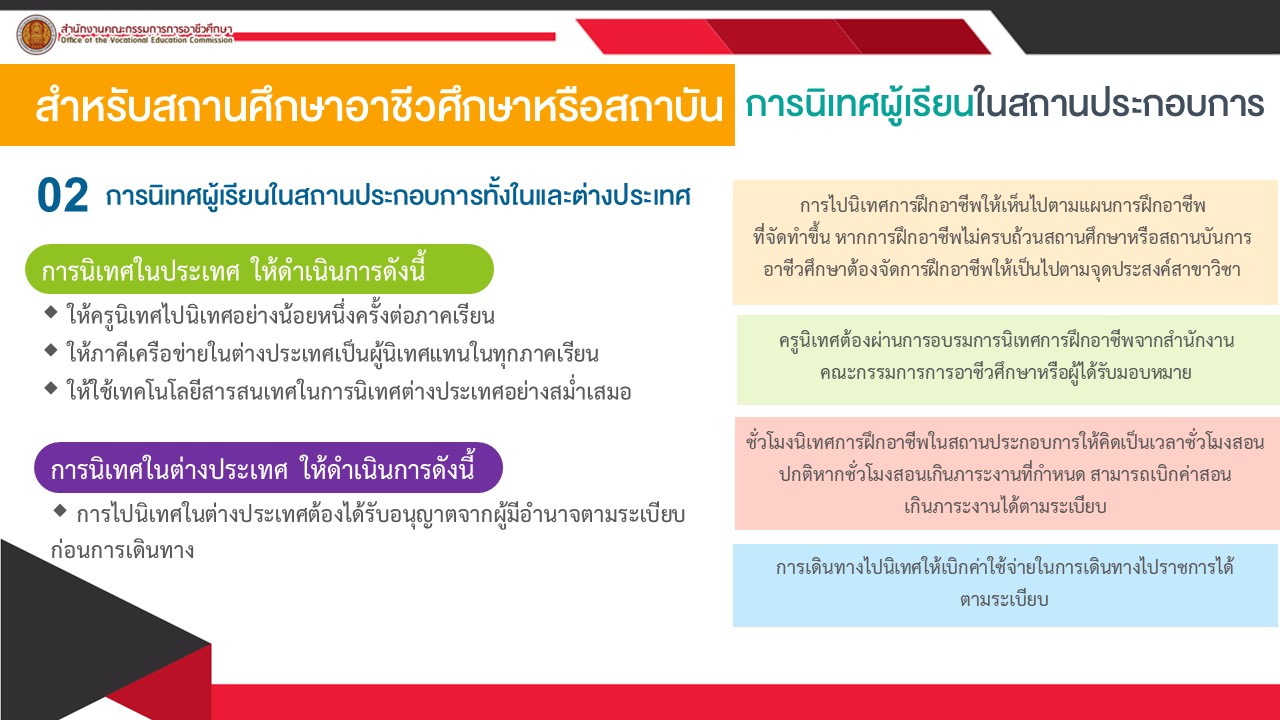 สำนักงานคณะกรรมการการอาชีวศึกษา
Office of the Vocational Education Commission
สำหรับสถานศึกษาอาชีวศึกษาหรือสถาบัน
การนิเทศผู้เรียนในสถานประกอบการ
02 การนิเทศผู้เรียนในสถานประกอบการทั้งในและต่างประเทศ
การนิเทศในประเทศ ให้ดำเนินการดังนี้
◆ ให้ครูนิเทศไปนิเทศอย่างน้อยหนึ่งครั้งต่อภาคเรียน
◆ ให้ภาคีเครือข่ายในต่างประเทศเป็นผู้นิเทศแทนในทุกภาคเรียน
◆ ให้ใช้เทคโนโลยีสารสนเทศในการนิเทศต่างประเทศอย่างสม่ำเสมอ
การนิเทศในต่างประเทศ ให้ดำเนินการดังนี้
◆ การไปนิเทศในต่างประเทศต้องได้รับอนุญาตจากผู้มีอำนาจตามระเบียบ
ก่อนการเดินทาง
การไปนิเทศการฝึกอาชีพให้เห็นไปตามแผนการฝึกอาชีพ
ที่จัดทำขึ้น หากการฝึกอาชีพไม่ครบถ้วนสถานศึกษาหรือสถานบันการ
อาชีวศึกษาต้องจัดการฝึกอาชีพให้เป็นไปตามจุดประสงค์สาขาวิชา
ครูนิเทศต้องผ่านการอบรมการนิเทศการฝึกอาชีพจากสำนักงาน
คณะกรรมการการอาชีวศึกษาหรือผู้ได้รับมอบหมาย
ชั่วโมงนิเทศการฝึกอาชีพในสถานประกอบการให้คิดเป็นเวลาชั่วโมงสอน
ปกติหากชั่วโมงสอนเกินภาระงานที่กำหนด สามารถเบิกค่าสอน
เกินภาระงานได้ตามระเบียบ
การเดินทางไปนิเทศให้เบิกค่าใช้จ่ายในการเดินทางไปราชการได้
ตามระเบียบ